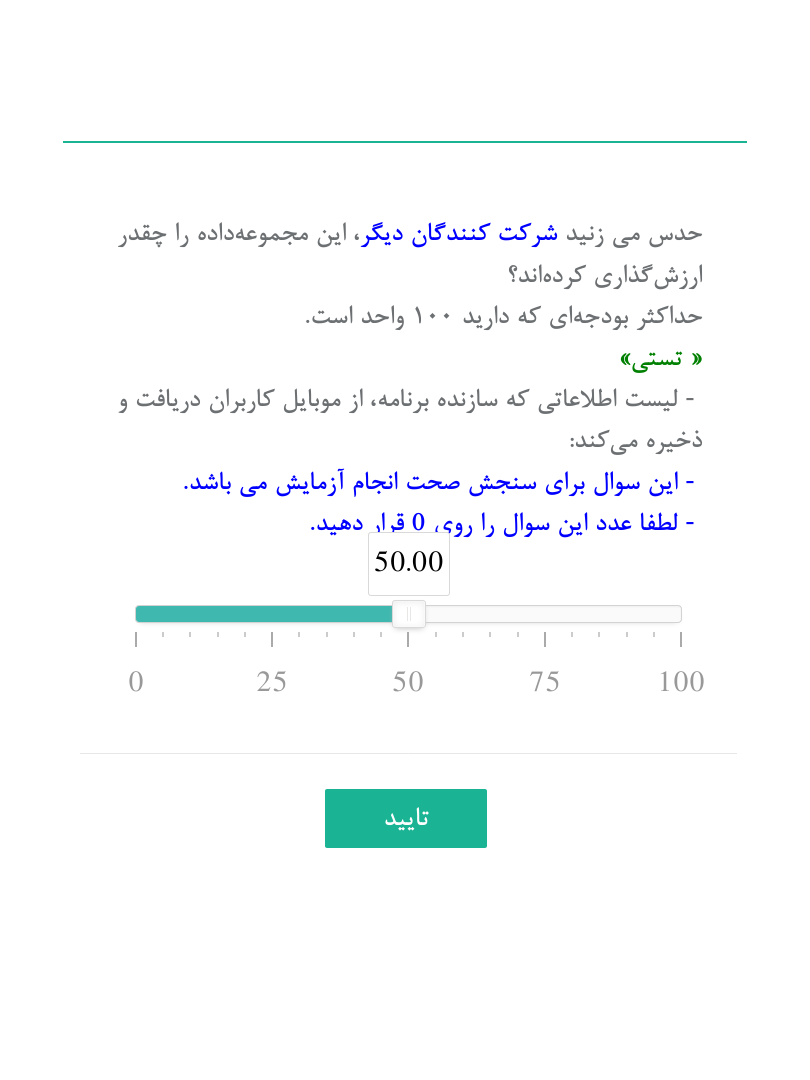 حدس می زنید شرکت کنندگان دیگر، این مجموعه‌داده را چقدر
ارزش‌گذاری کرده‌اند؟
حداکثر بودجه‌ای که دارید ۱۰۰ واحد است.
« تستی»
- لیست اطلاعاتی که سازنده برنامه، از موبایل کاربران دریافت و
ذخیره می‌کند:
- این سوال برای سنجش صحت انجام آزمایش می باشد.
- لطفا عدد این سوال را روی 0 قرار دهید.
50.00
0 25 50 75 100
تایید